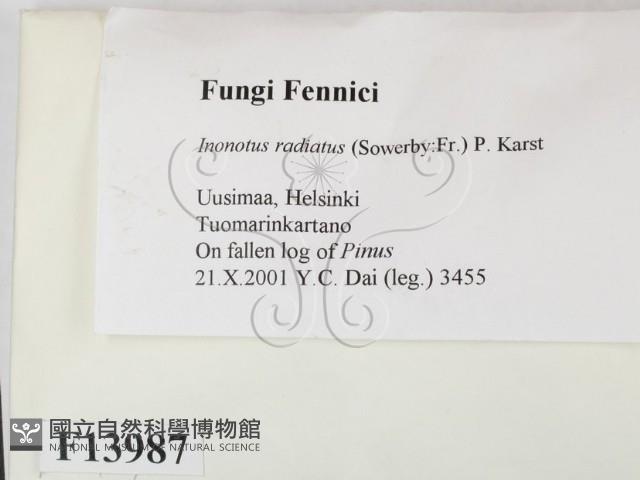 Fungi Fennici
Inonotus radiatus (Sowerby:Fr.) P. Karst
Uusimaa, Helsinki
Tuomarinkartano
On fallen log of Pinus
21.X.2001 Y.C. Dai (leg.) 3455
國立自然科學博物館
NATIONAL MUSEUM OF NATURAL SCIENCE
F13987